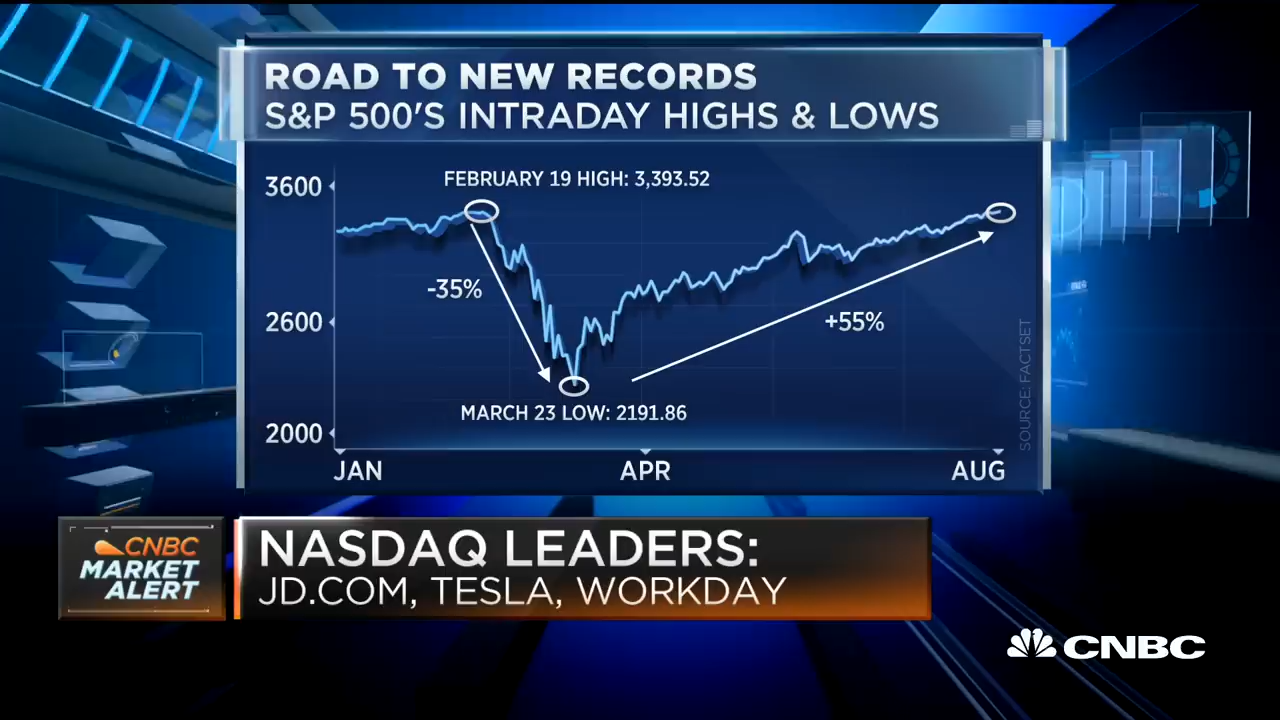 ROAD TO NEW RECORDS
S&P 500'S INTRADAY HIGHS & LOWS
3600
FEBRUARY 19 HIGH: 3,393.52
-35%
2600
+55%
MARCH 23 LOW: 2191.86
2000
SOURCE: FACTSET
JAN
APR
AUG
CNBC
MARKET
ALERT
NASDAQ LEADERS:
JD.COM, TESLA, WORKDAY
CNBC